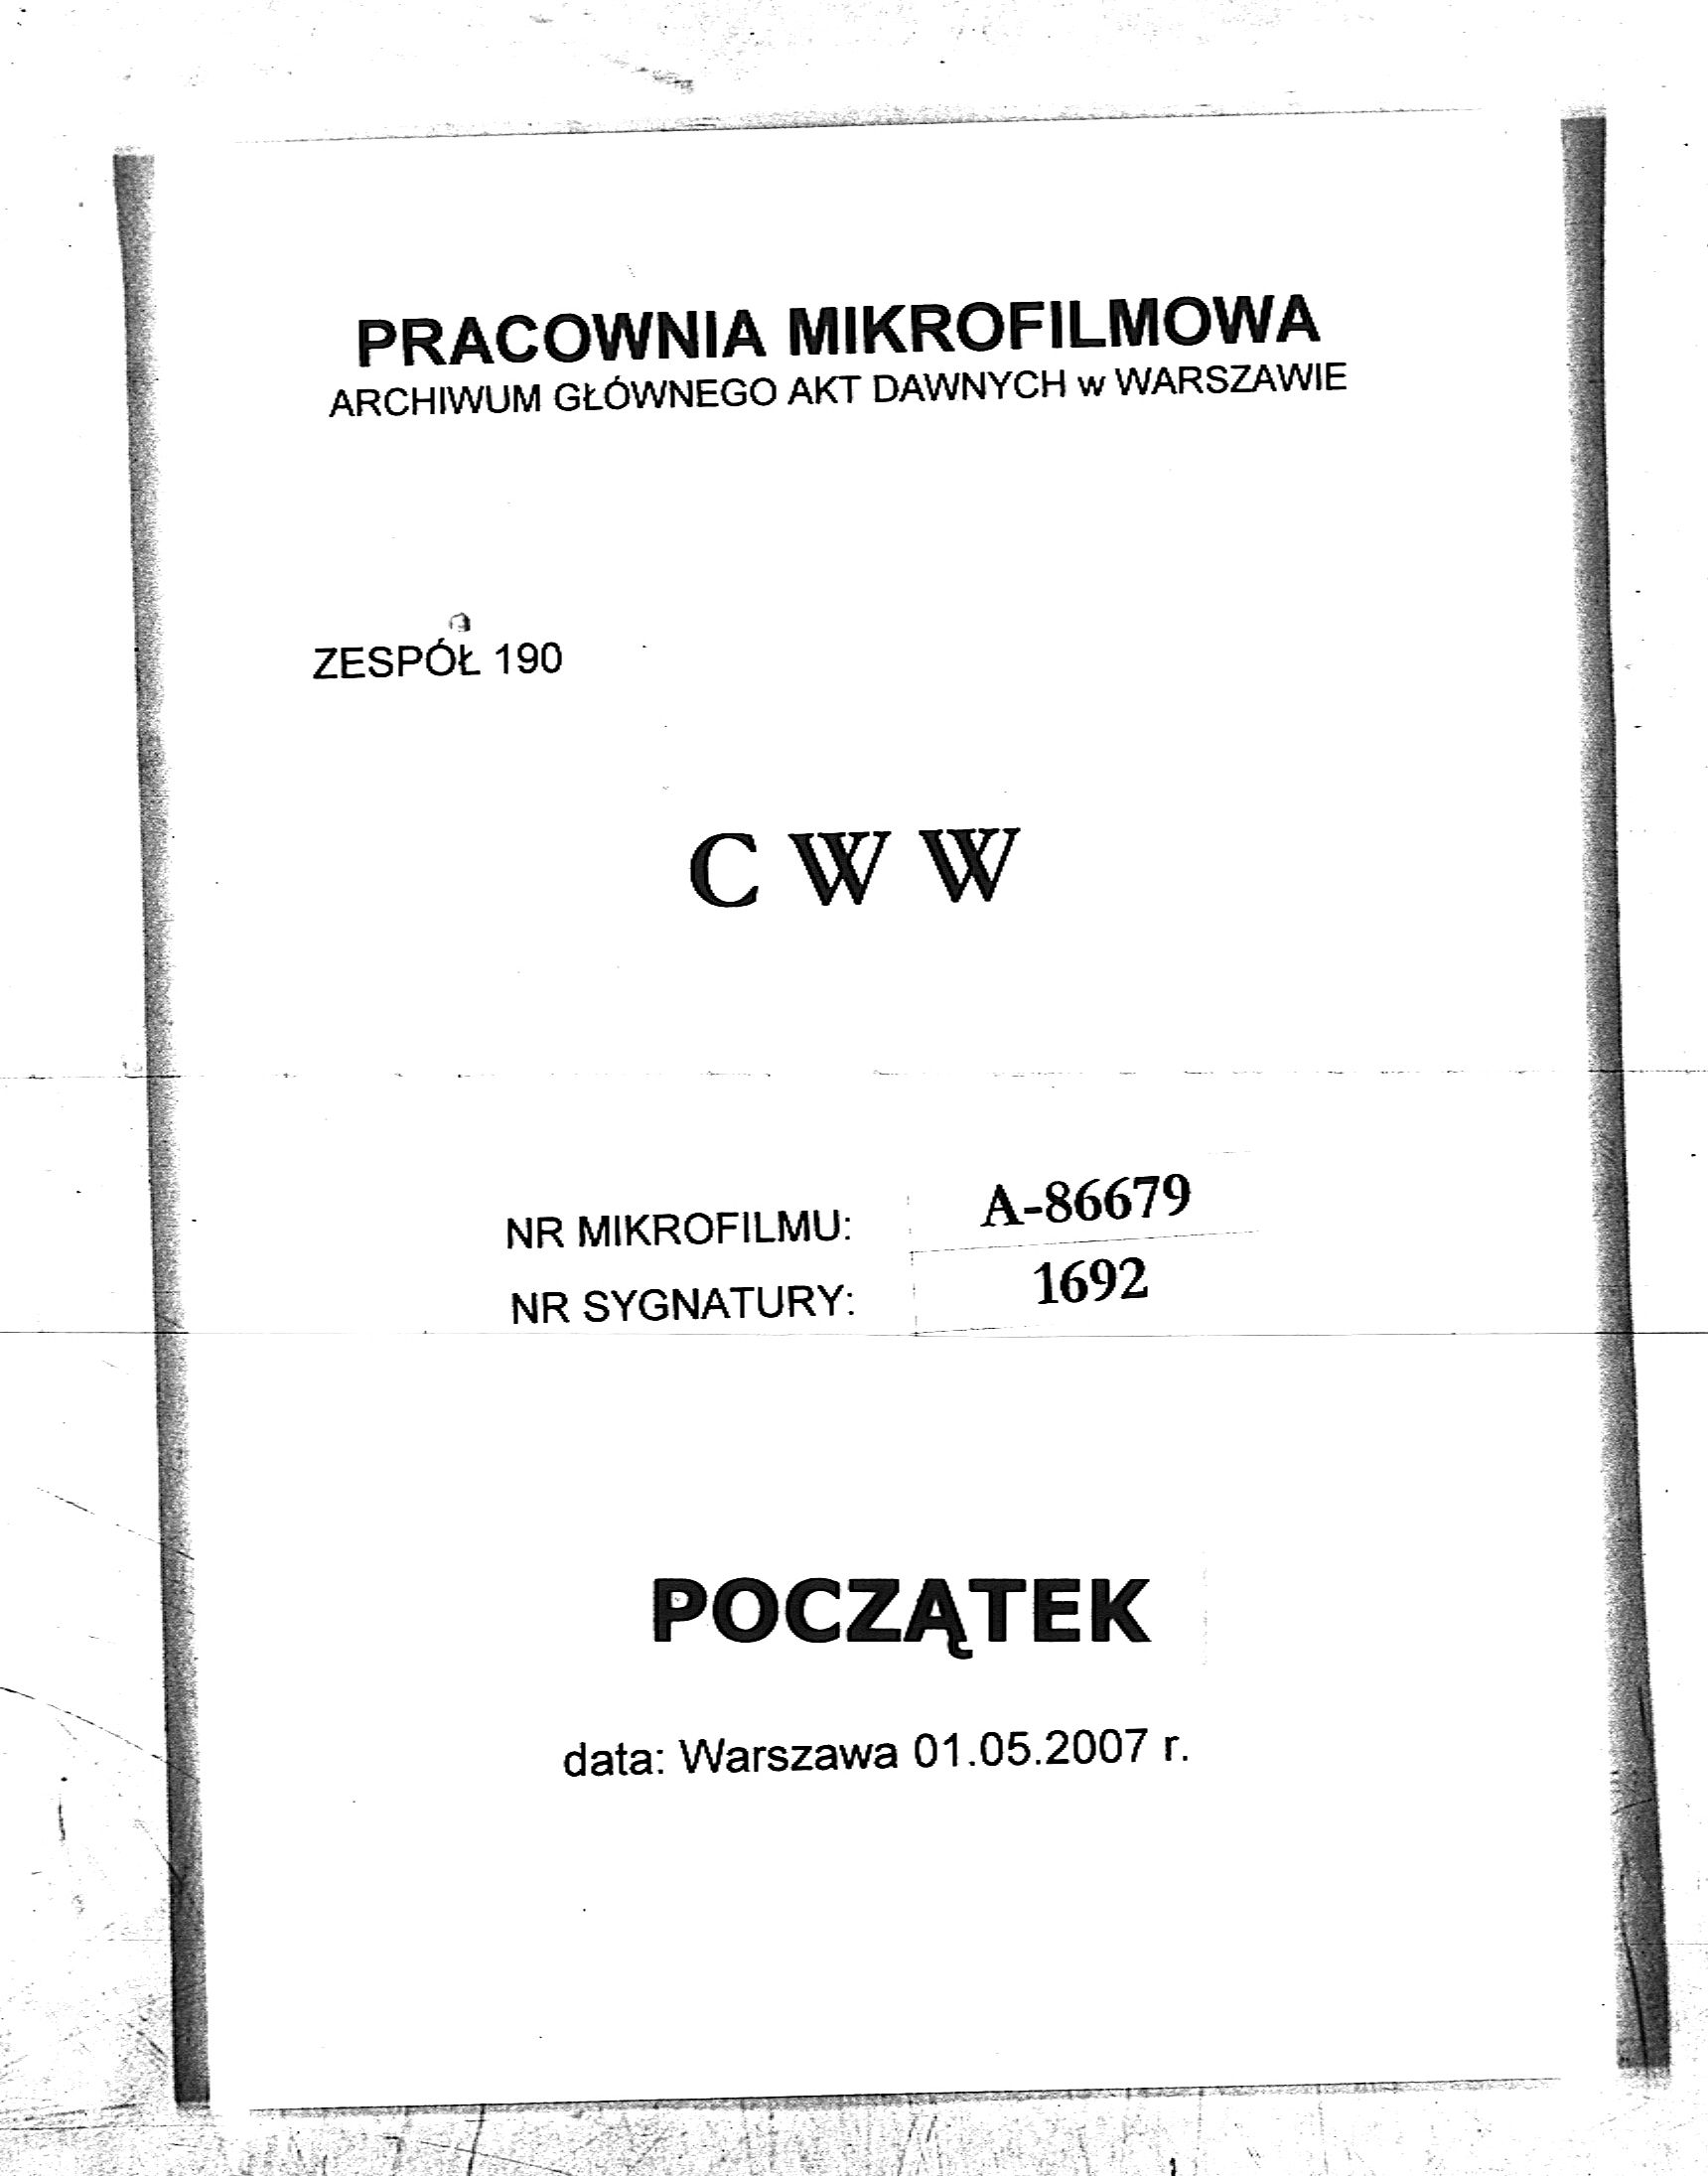 PRACOWNIA MIKROFILMOWA
ARCHIWUM GŁÓWNEGO AKT DAWNYCH w WARSZAWIE
ZESPÓŁ 190
C W W
NR MIKROFILMU: A-86679
NR SYGNATURY: 1692
POCZĄTEK
data: Warszawa 01.05.2007 r.